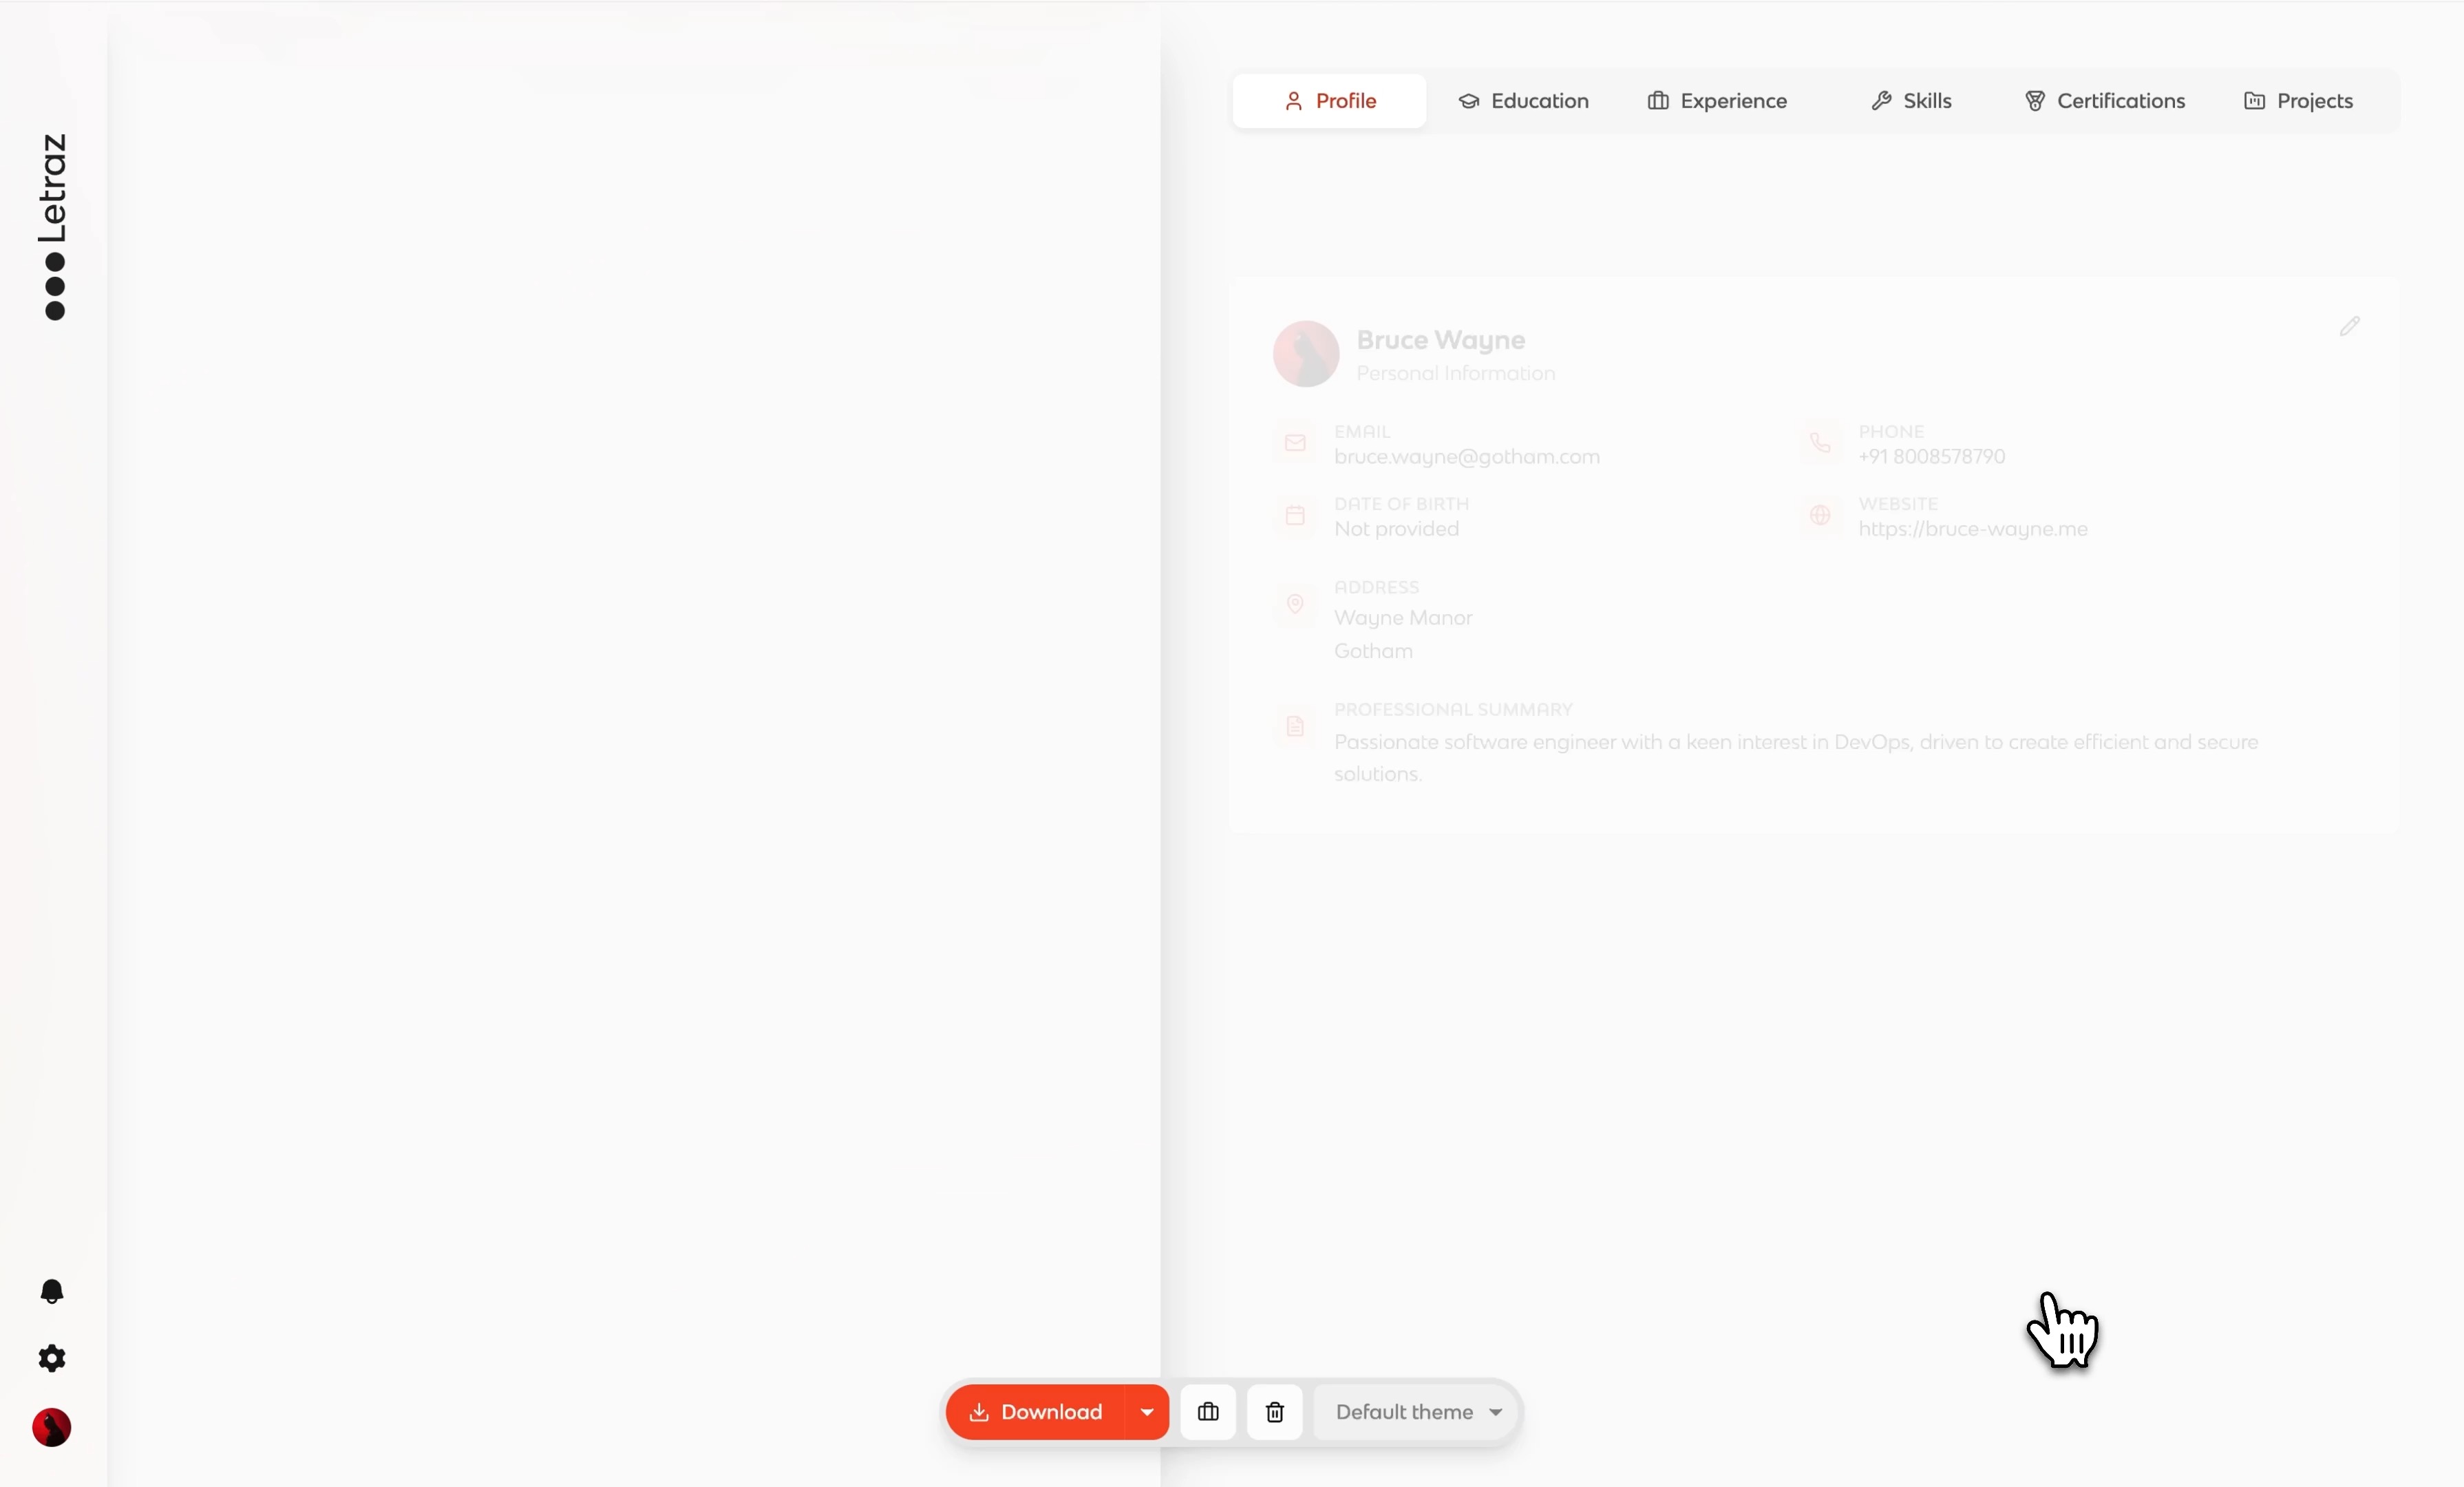 Letraz
Profile
Education
Experience
Skills
Certifications
Projects
Bruce Wayne
Personal Information
EMAIL
bruce.wayne@gotham.com
PHONE
+91 8008578790
DATE OF BIRTH
Not provided
WEBSITE
https://bruce-wayne.me
ADDRESS
Wayne Manor
Gotham
PROFESSIONAL SUMMARY
Passionate software engineer with a keen interest in DevOps, driven to create efficient and secure
solutions.
Download
Default theme